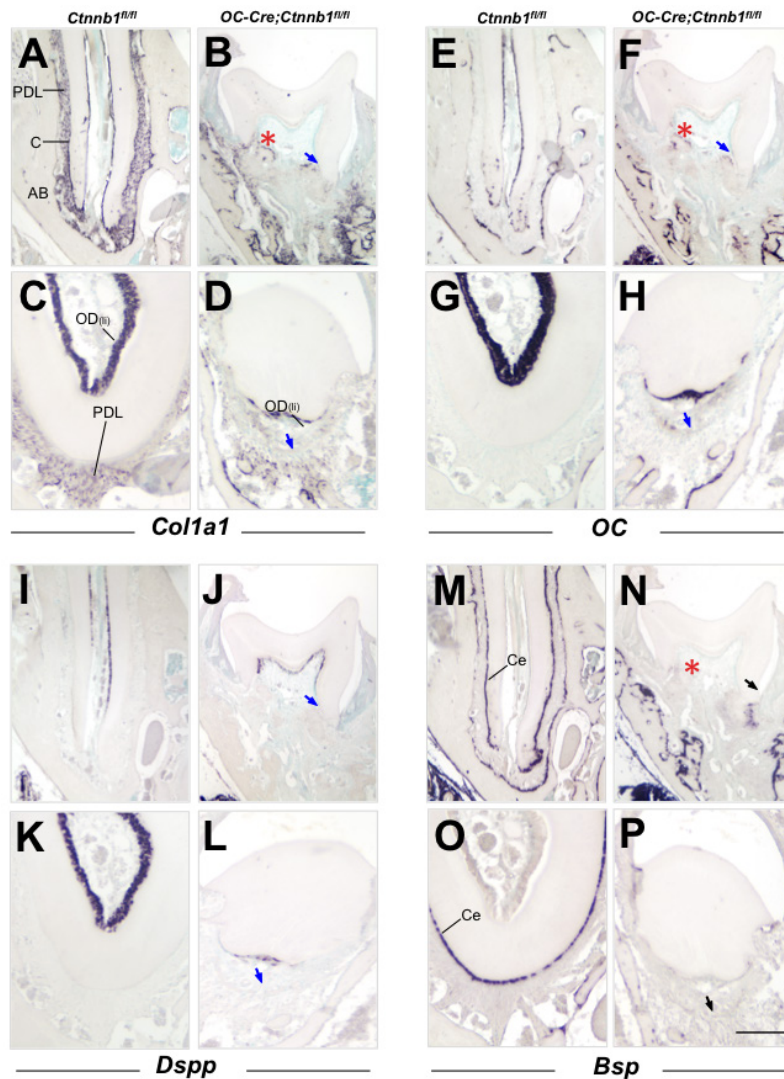 Ctnnb1fl/fl OC-Cre;Ctnnb1fl/fl Ctnnb1fl/fl OC-Cre;Ctnnb1fl/fl
A B E F
PDL
*
*
C
AB
C D G H
OD(li)
OD(li)
PDL
Col1a1 OC
I J M N
Ce
*
K L O P
Ce
Dspp Bsp